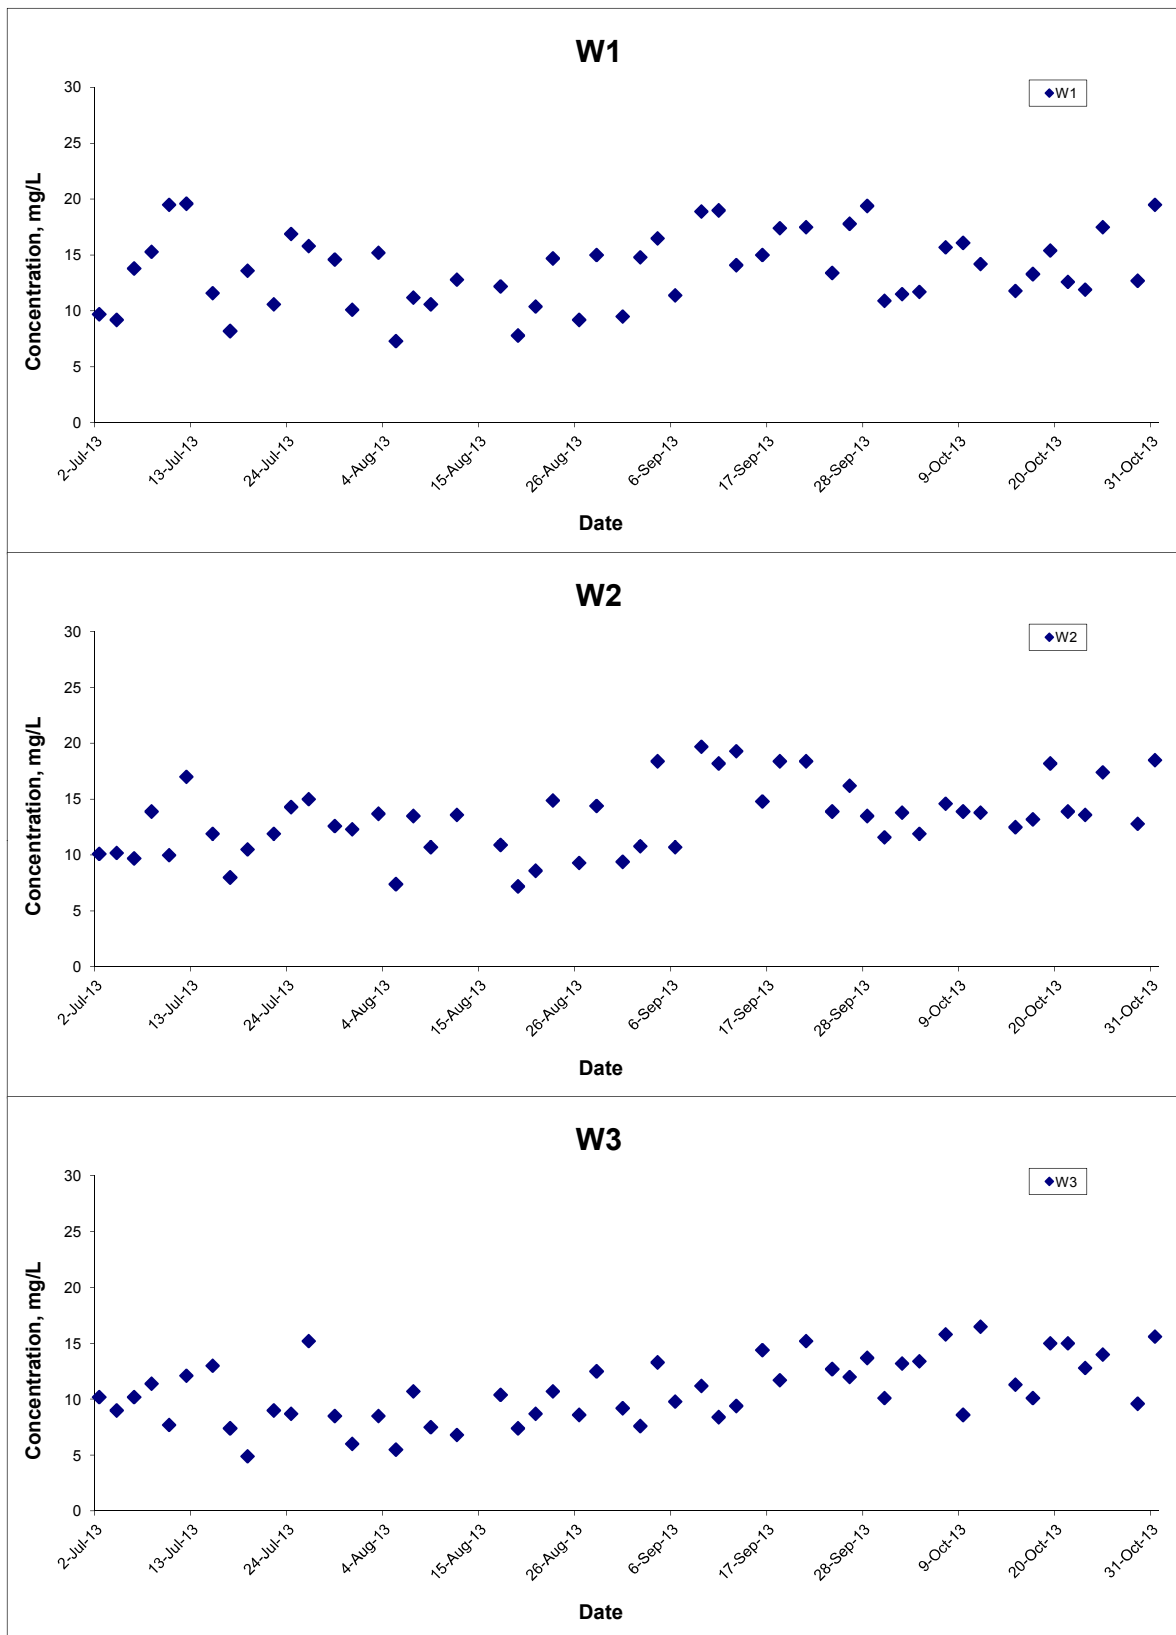 W1
W1
30
25
20
15
10
5
0
Concentration, mg/L
2-Jul-13 13-Jul-13 24-Jul-13 4-Aug-13 15-Aug-13 26-Aug-13 6-Sep-13 17-Sep-13 28-Sep-13 9-Oct-13 20-Oct-13 31-Oct-13
Date
W2
W2
30
25
20
15
10
5
0
Concentration, mg/L
2-Jul-13 13-Jul-13 24-Jul-13 4-Aug-13 15-Aug-13 26-Aug-13 6-Sep-13 17-Sep-13 28-Sep-13 9-Oct-13 20-Oct-13 31-Oct-13
Date
W3
W3
30
25
20
15
10
5
0
Concentration, mg/L
2-Jul-13 13-Jul-13 24-Jul-13 4-Aug-13 15-Aug-13 26-Aug-13 6-Sep-13 17-Sep-13 28-Sep-13 9-Oct-13 20-Oct-13 31-Oct-13
Date